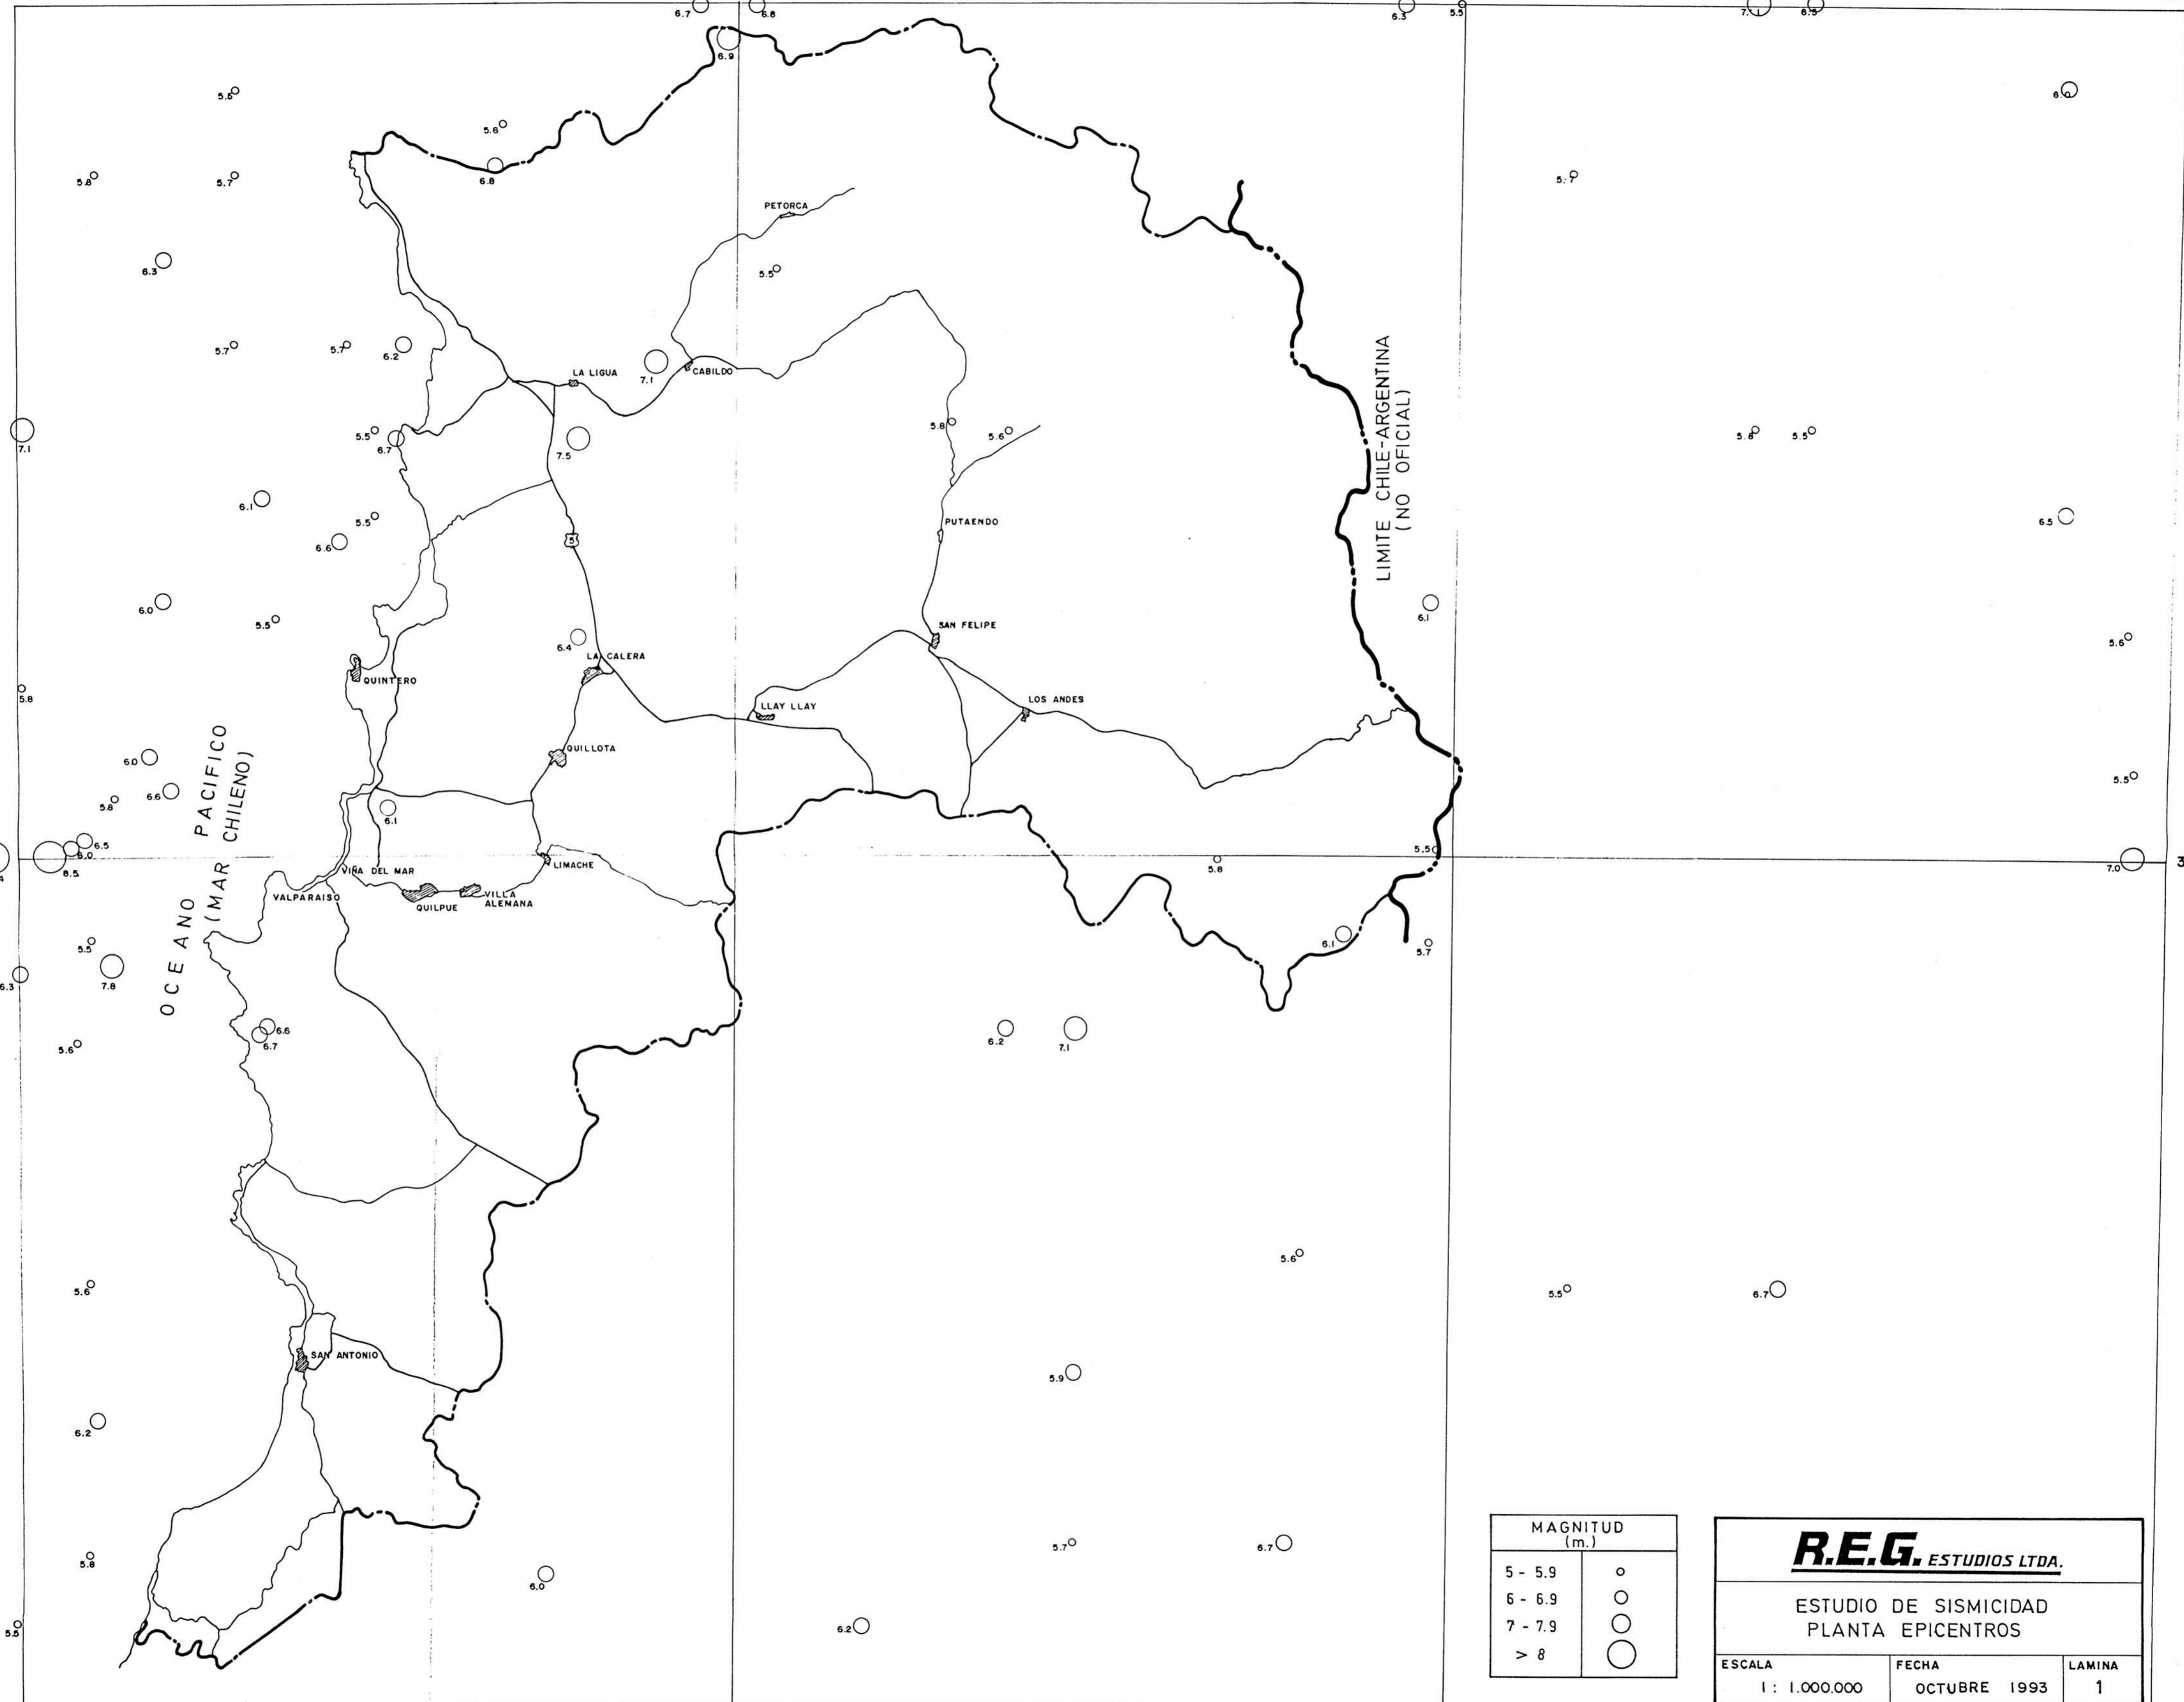 6.7
6.8
6.3
5.5
7.1
6.5
6.9
5.5
6.0
5.6
5.8
5.7
6.8
5.7
PETORCA
6.3
5.5
5.7
5.7
6.2
LA LIGUA
7.1
CABILDO
LIMITE CHILE-ARGENTINA
(NO OFICIAL)
7.1
5.5
6.7
7.5
5.8
5.6
5.5
6.1
5.5
6.6
5
PUTAENDO
6.5
6.0
5.5
6.1
SAN FELIPE
5.6
6.4
LA CALERA
QUINTERO
5.8
LLAY LLAY
LOS ANDES
QUILLOTA
6.0
OCEANO PACIFICO
(MAR CHILENO)
5.8
6.6
6.1
5.5
6.5
6.0
8.5
4
LIMACHE
VIÑA DEL MAR
VALPARAISO
QUILPUE
VILLA
ALEMANA
5.8
5.5
7.0
3
5.5
7.8
6.3
6.1
5.7
6.6
6.7
5.6
6.2
7.1
5.6
5.6
5.5
6.7
SAN ANTONIO
5.9
6.2
5.7
6.7
5.8
6.0
5.5
6.2
MAGNITUD
(m.)
5 - 5.9
6 - 6.9
7 - 7.9
> 8
R.E.G. ESTUDIOS LTDA.
ESTUDIO DE SISMICIDAD
PLANTA EPICENTROS
ESCALA
1 : 1.000.000
FECHA
OCTUBRE 1993
LAMINA
1